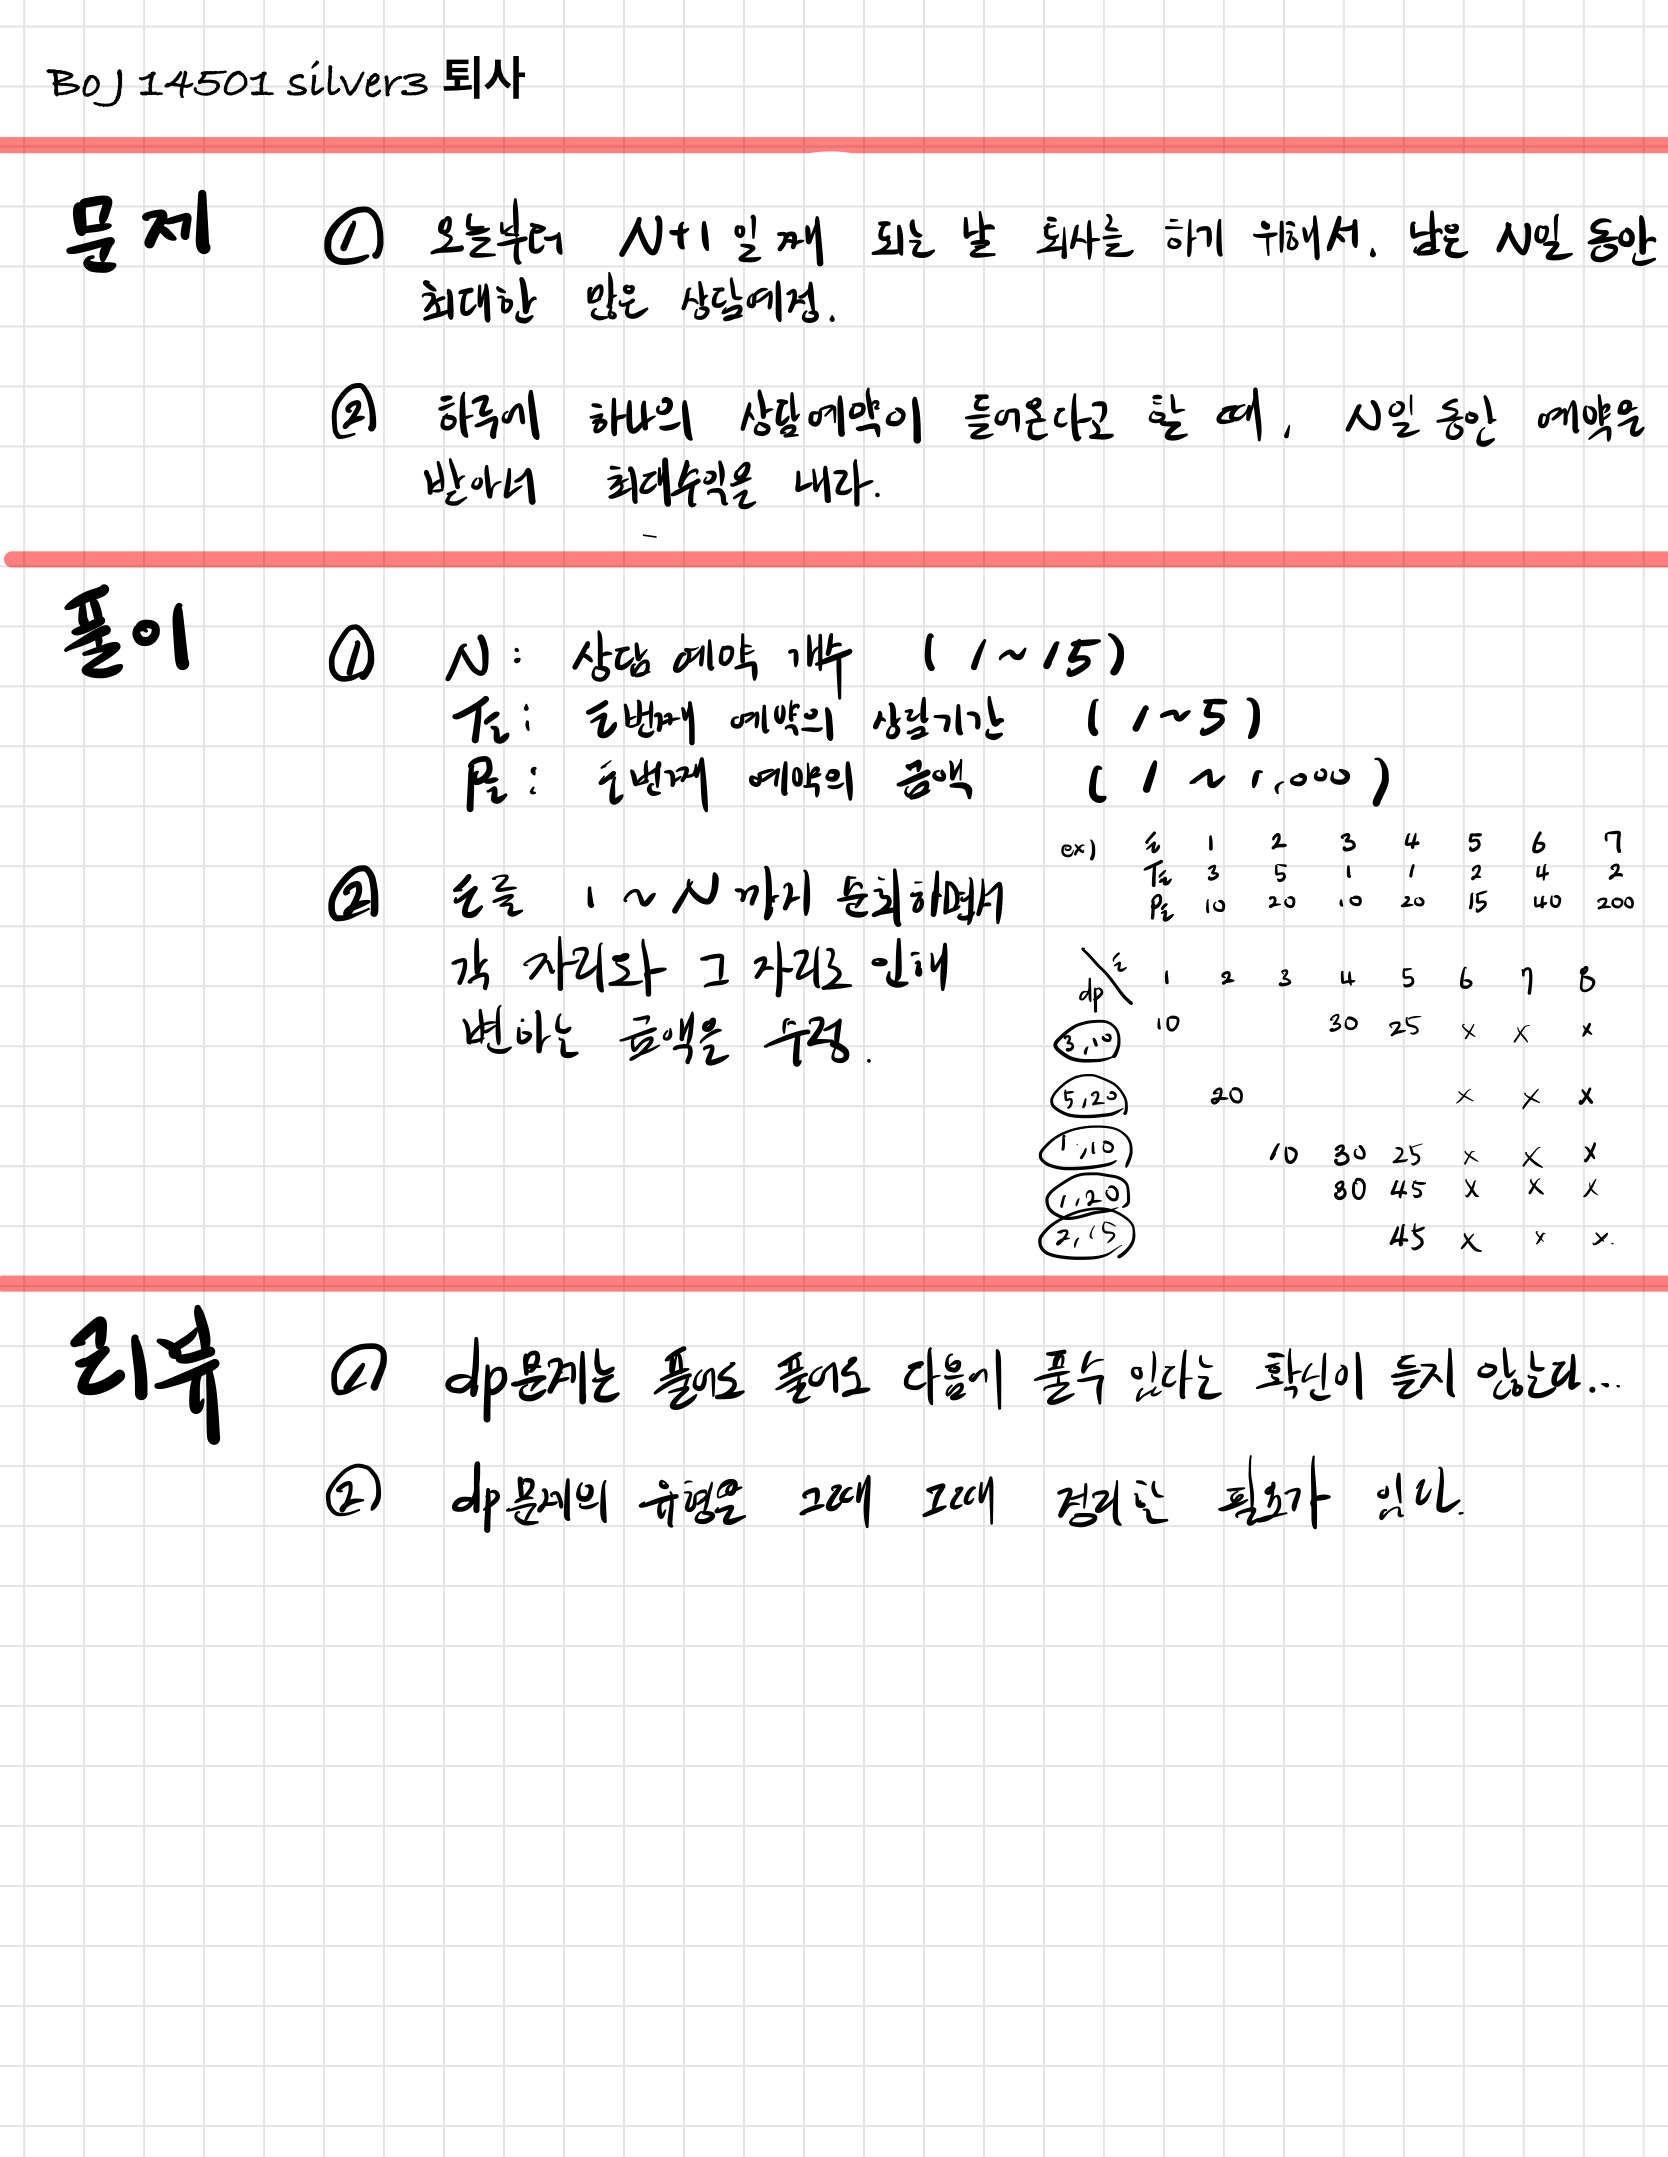 BOJ 14501 silver3 퇴사
문제 ① 오늘부터 N+1일째 되는 날 퇴사를 하기 위해서. 남은 N일 동안
최대한 많은 상담예정.
② 하루에 하나의 상담예약이 들어온다고 할 때, N일 동안 예약을
받아서 최대수익을 내라.
풀이 ① N: 상담 예약 개수 (1~15)
Ti: i번째 예약의 상담기간 (1~5)
Pi: i번째 예약의 금액 (1~1,000)
② i를 1~N까지 순회하면서
각 자리와 그 자리로 인해
변하는 금액을 수정.
ex) i 1 2 3 4 5 6 7
Ti 3 5 1 1 2 4 2
Pi 10 20 10 20 15 40 200
dp \ i 1 2 3 4 5 6 7 8
3,10 10 30 25 x x x
5,20 20 x x x
1,10 10 30 25 x x x
1,20 30 45 x x x
2,15 45 x x x.
리뷰 ① dp문제는 풀어도 풀어도 다음에 풀수 있다는 확신이 들지 않는다...
② dp문제의 유형을 그때 그때 정리할 필요가 있다.